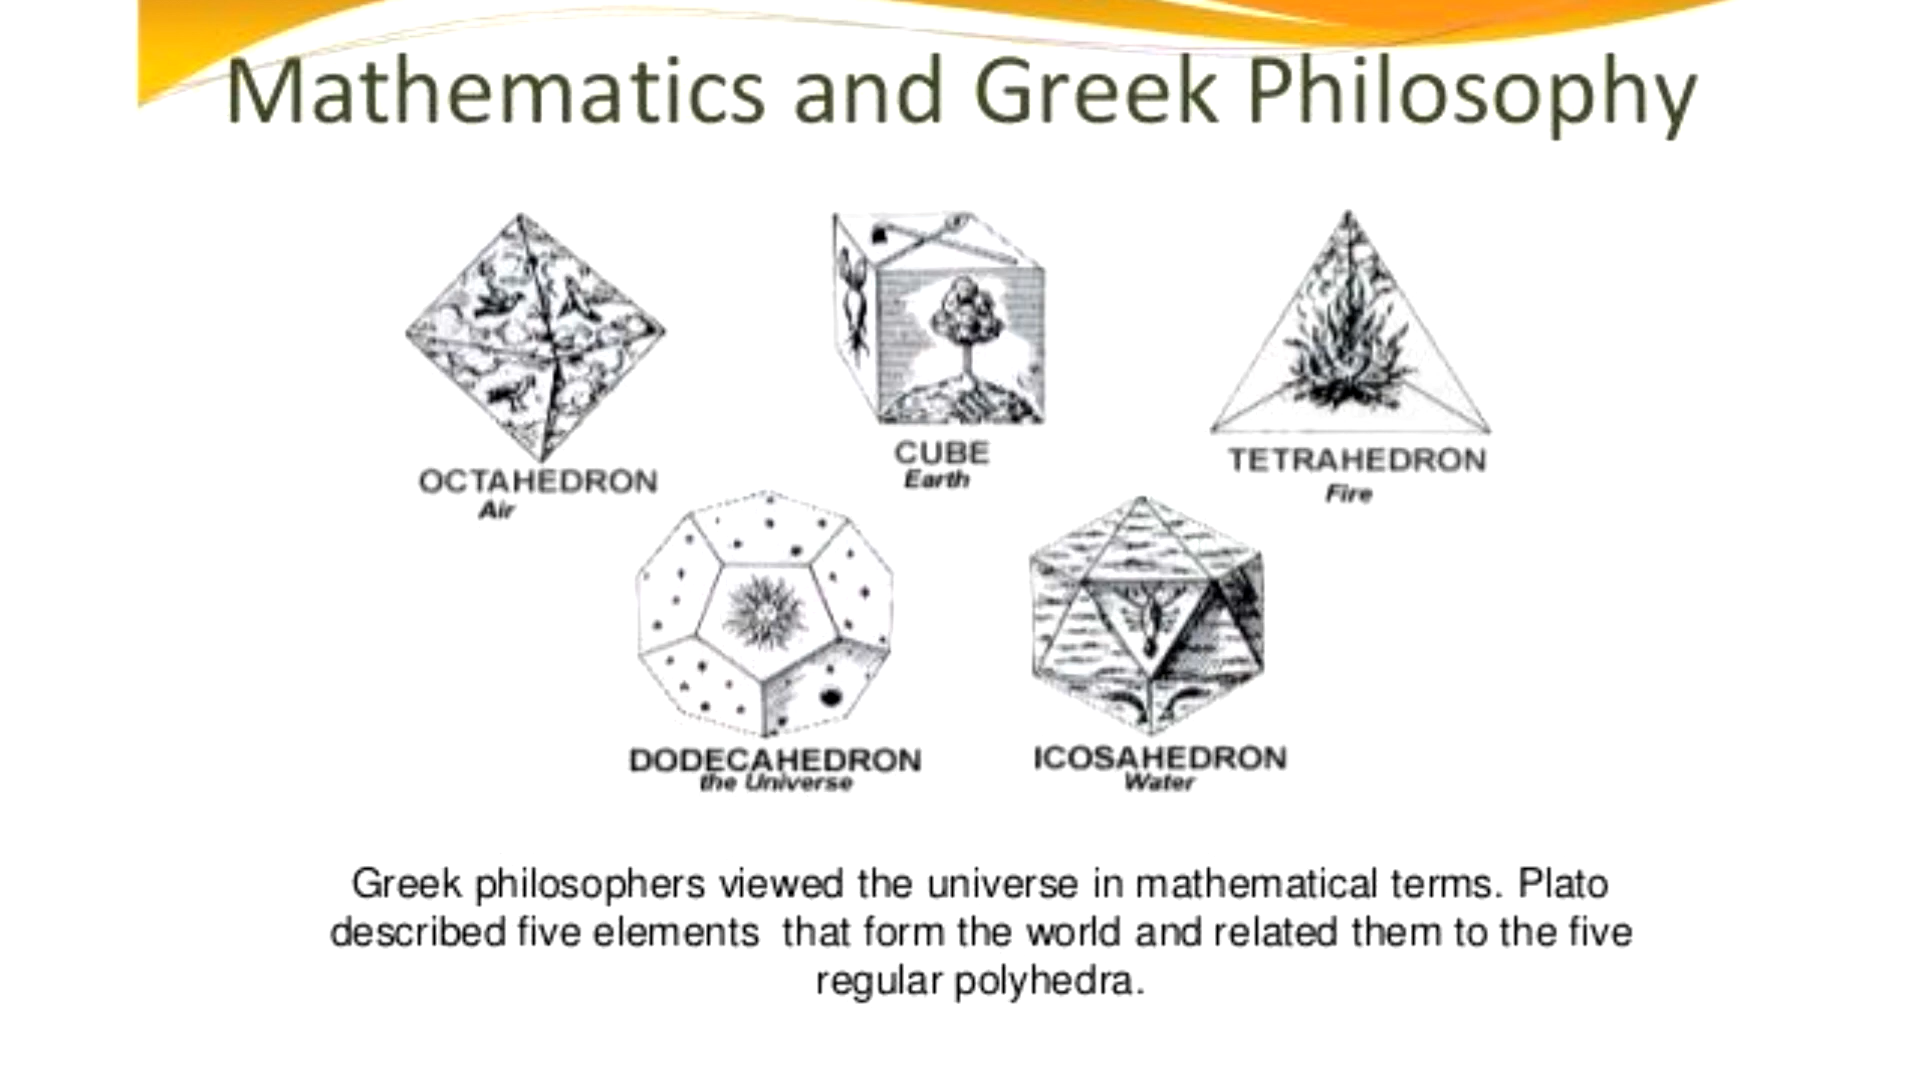 Mathematics and Greek Philosophy
OCTAHEDRON
Air
CUBE
Earth
TETRAHEDRON
Fire
DODECAHEDRON
the Universe
ICOSAHEDRON
Water
Greek philosophers viewed the universe in mathematical terms. Plato
described five elements that form the world and related them to the five
regular polyhedra.